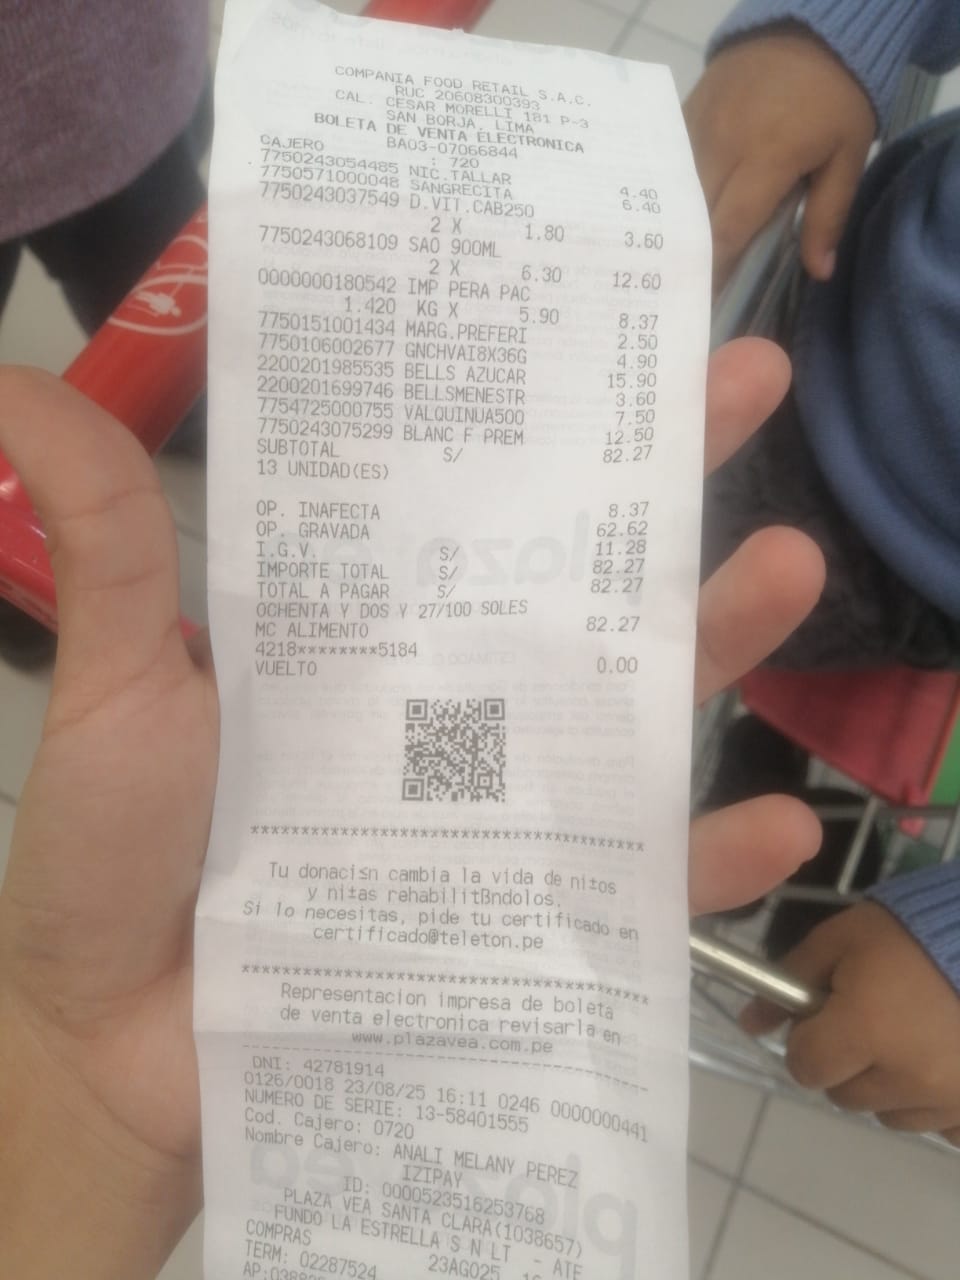 COMPANIA FOOD RETAIL S.A.C.
RUC 20608300393
CAL. CESAR MORELLI 181 P-3
SAN BORJA, LIMA
BOLETA DE VENTA ELECTRONICA
BA03-07066844
CAJERO : 720
7750243054485 NIC.TALLAR 4.40
7750571000048 SANGRECITA 6.40
7750243037549 D.VIT.CAB250
2 X 1.80 3.60
7750243068109 SAO 900ML
2 X 6.30 12.60
0000000180542 IMP PERA PAC
1.420 KG X 5.90 8.37
7750151001434 MARG.PREFERI 2.50
7750106002677 GNCHVAI8X36G 4.90
2200201985535 BELLS AZUCAR 15.90
2200201699746 BELLSMENESTR 3.60
7754725000755 VALQUINUA500 7.50
7750243075299 BLANC F PREM 12.50
SUBTOTAL S/ 82.27
13 UNIDAD(ES)
OP. INAFECTA 8.37
OP. GRAVADA 62.62
I.G.V. S/ 11.28
IMPORTE TOTAL S/ 82.27
TOTAL A PAGAR S/ 82.27
OCHENTA Y DOS Y 27/100 SOLES
MC ALIMENTO 82.27
4218********5184
VUELTO 0.00
****************************************
Tu donaci≤n cambia la vida de ni±os
y ni±as rehabilitßndolos.
Si lo necesitas, pide tu certificado en
certificado@teleton.pe
****************************************
Representacion impresa de boleta
de venta electronica revisarla en
www.plazavea.com.pe
----------------------------------------
DNI: 42781914
0126/0018 23/08/25 16:11 0246 0000000441
NUMERO DE SERIE: 13-58401555
Cod. Cajero: 0720
Nombre Cajero: ANALI MELANY PEREZ
IZIPAY
ID: 0000523516253768
PLAZA VEA SANTA CLARA(1038657)
FUNDO LA ESTRELLA S N LT - ATE
COMPRAS 23AGO25
TERM: 02287524